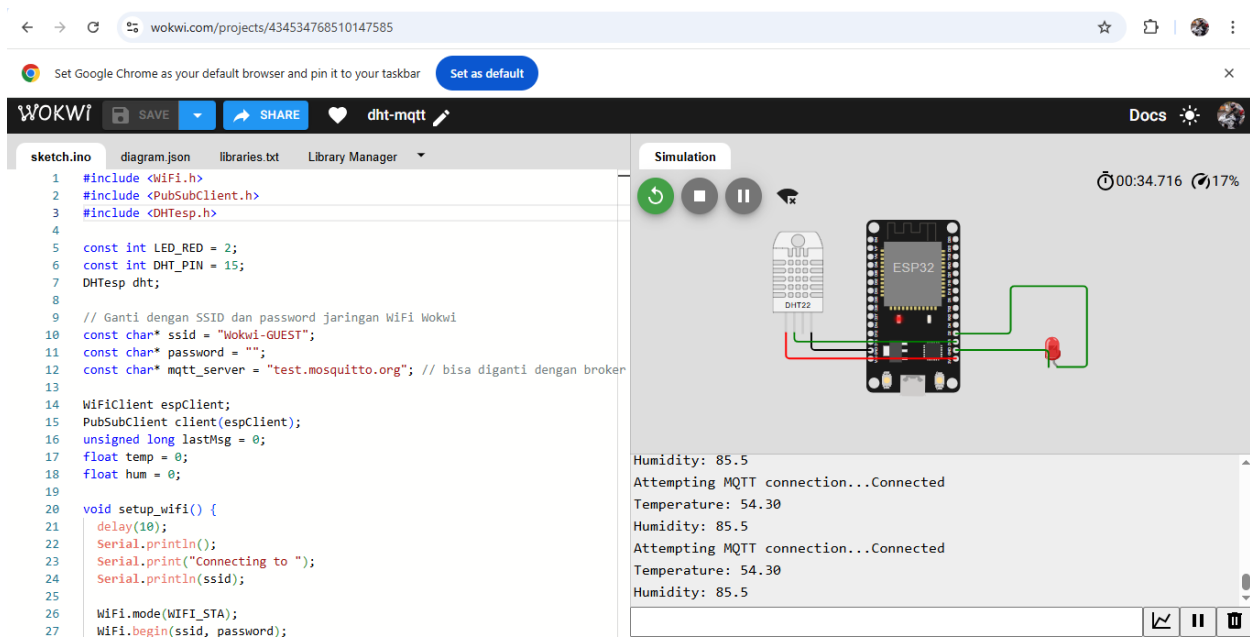 wokwi.com/projects/434534768510147585
Set Google Chrome as your default browser and pin it to your taskbar
Set as default
WOKWI
SAVE
SHARE
dht-mqtt
Docs
sketch.ino
diagram.json
libraries.txt
Library Manager
1 #include <WiFi.h>
2 #include <PubSubClient.h>
3 #include <DHTesp.h>
4
5 const int LED_RED = 2;
6 const int DHT_PIN = 15;
7 DHTesp dht;
8
9 // Ganti dengan SSID dan password jaringan WiFi Wokwi
10 const char* ssid = "Wokwi-GUEST";
11 const char* password = "";
12 const char* mqtt_server = "test.mosquitto.org"; // bisa diganti dengan broker
13
14 WiFiClient espClient;
15 PubSubClient client(espClient);
16 unsigned long lastMsg = 0;
17 float temp = 0;
18 float hum = 0;
19
20 void setup_wifi() {
21 delay(10);
22 Serial.println();
23 Serial.print("Connecting to ");
24 Serial.println(ssid);
25
26 WiFi.mode(WIFI_STA);
27 WiFi.begin(ssid, password);
Simulation
00:34.716
17%
ESP32
DHT22
Humidity: 85.5
Attempting MQTT connection...Connected
Temperature: 54.30
Humidity: 85.5
Attempting MQTT connection...Connected
Temperature: 54.30
Humidity: 85.5